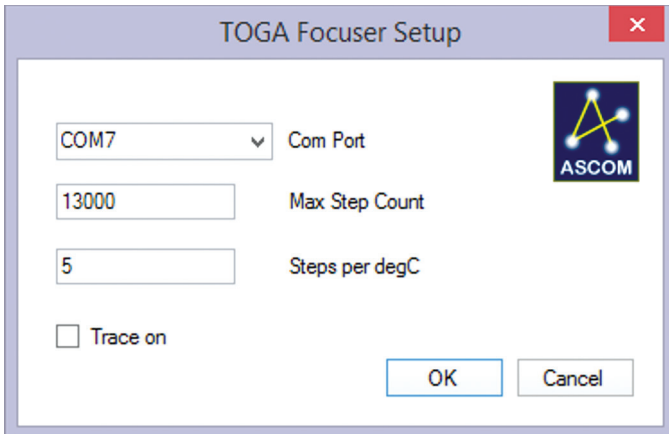 TOGA Focuser Setup
COM7 Com Port
ASCOM
13000 Max Step Count
5 Steps per degC
Trace on
OK Cancel